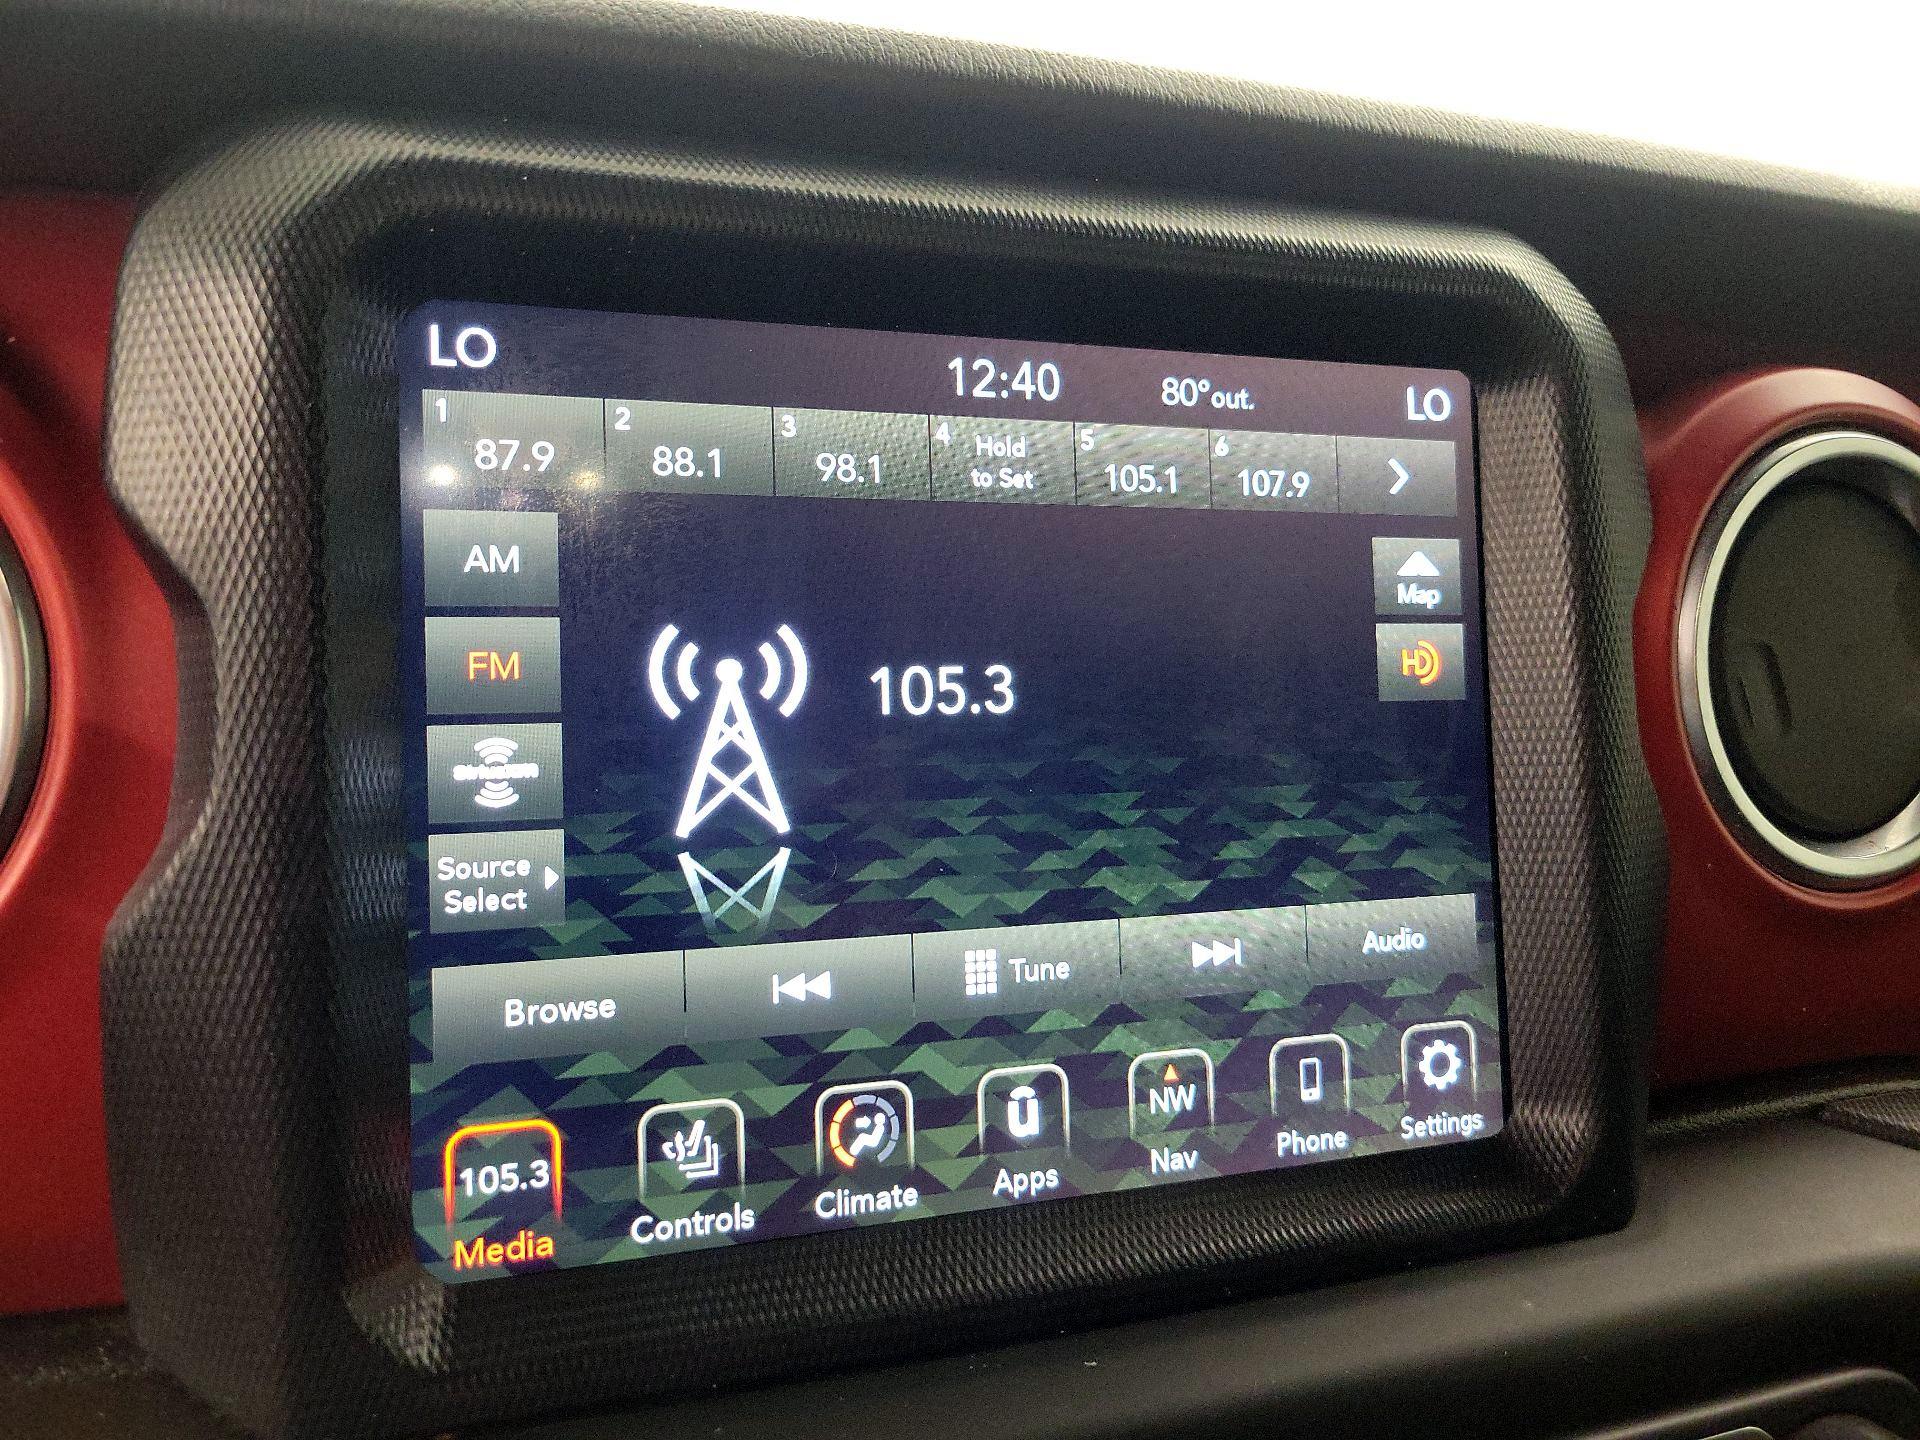 LO 12:40 80° out. LO
1 87.9
2 88.1
3 98.1
4 Hold
to Set
5 105.1
6 107.9
AM
Map
FM
HD
105.3
SiriusXM
Source
Select
Browse
Tune
Audio
105.3
Media
Controls
Climate
U
Apps
NW
Nav
Phone
Settings